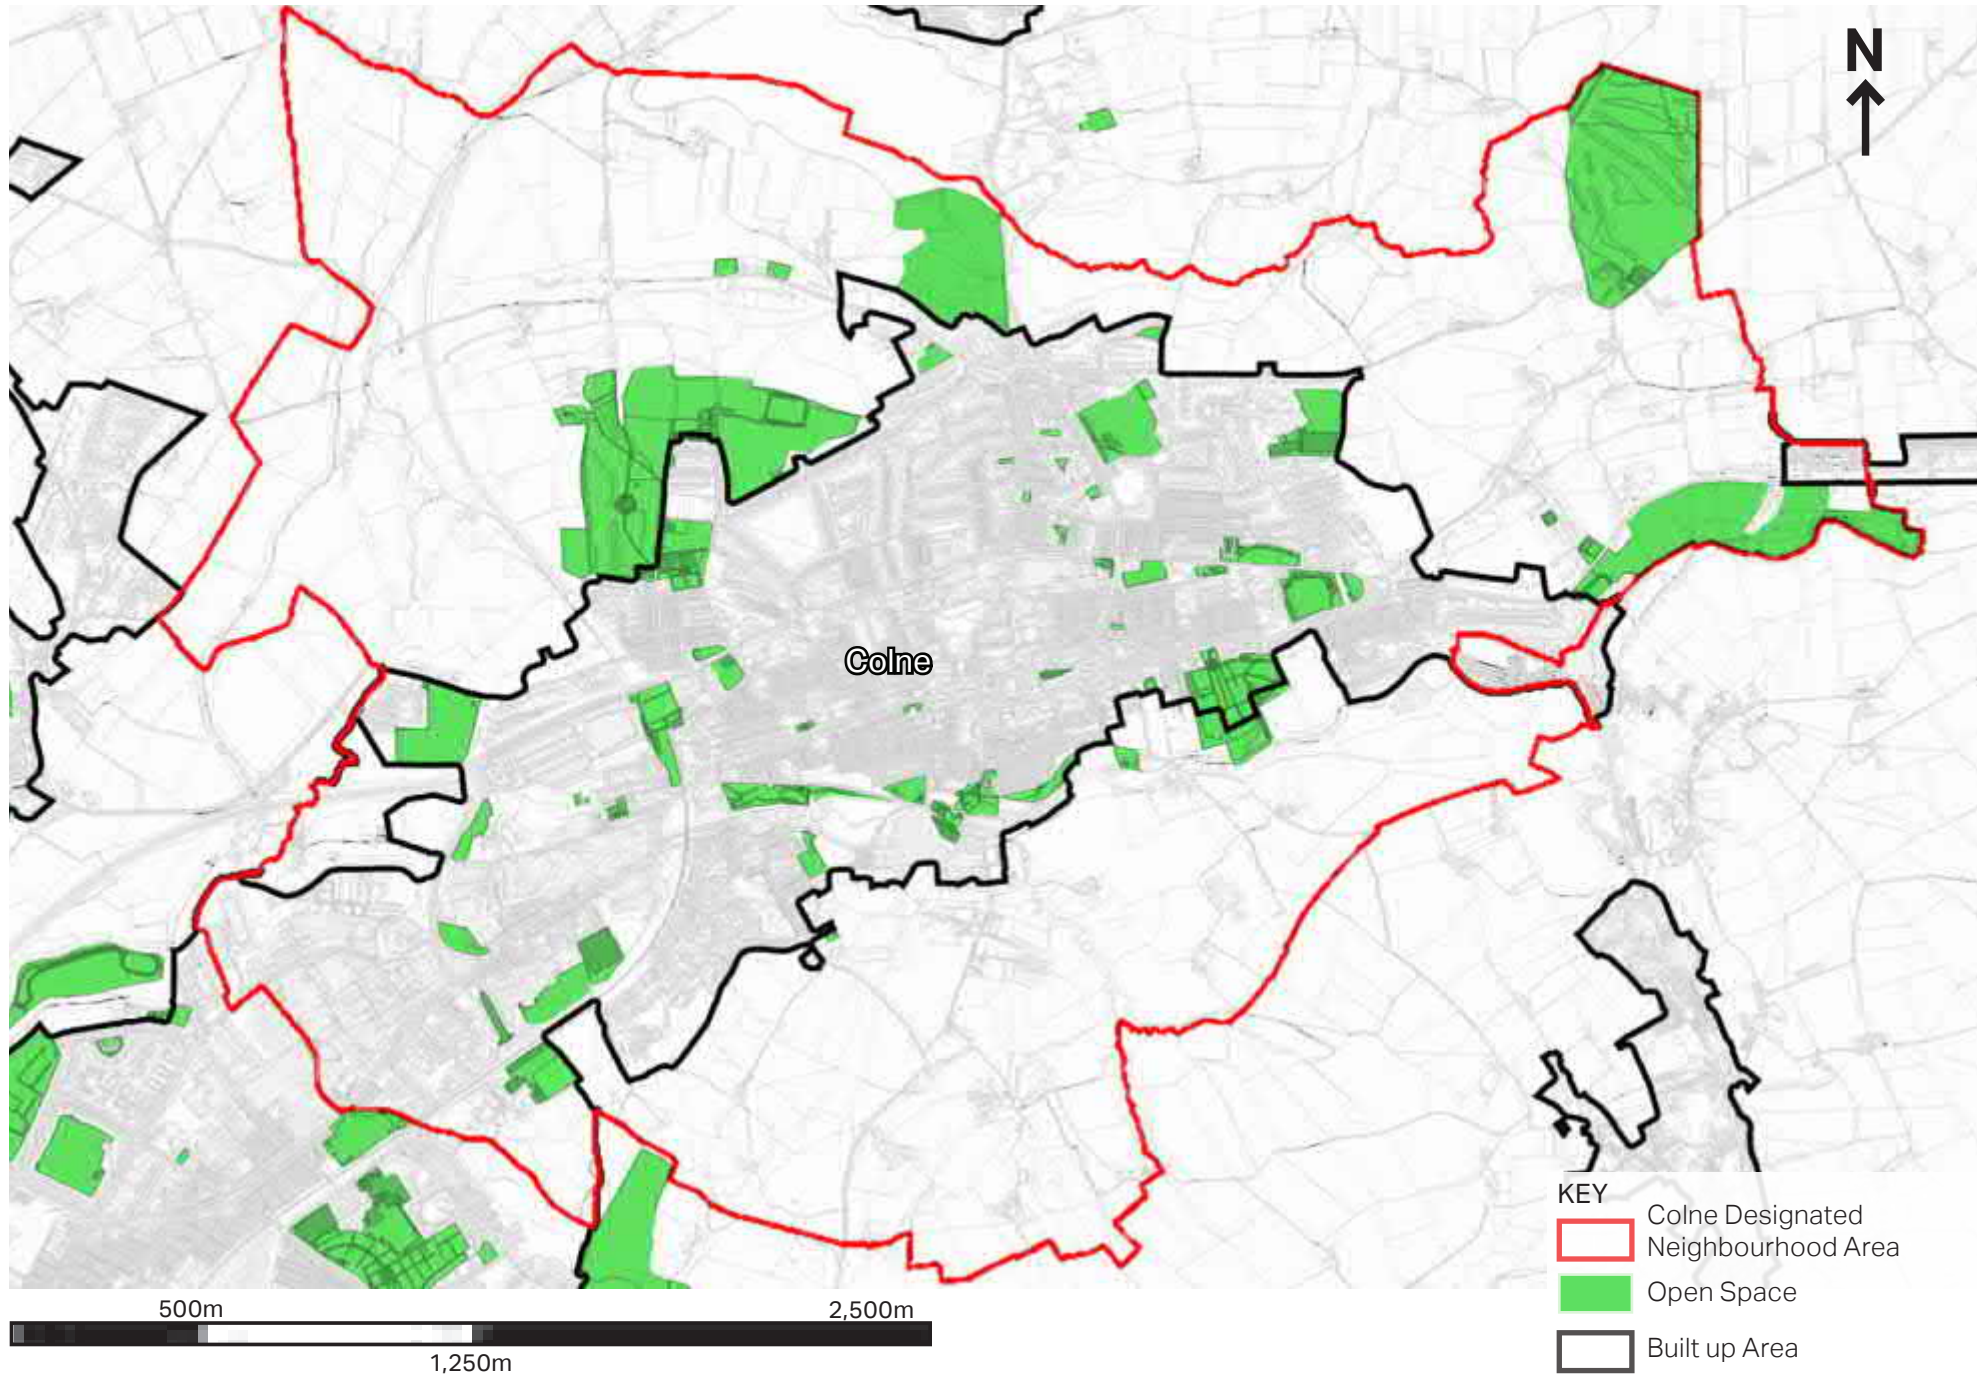 N
Colne
KEY
Colne Designated
Neighbourhood Area
Open Space
Built up Area
500m
2,500m
1,250m